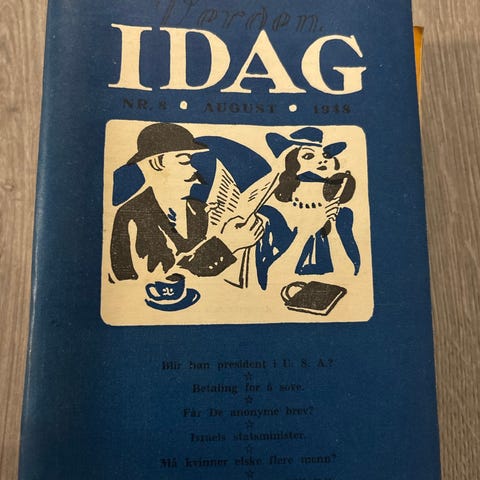 Verden
IDAG
NR. 8 • AUGUST • 1948
Blir han president i U. S. A.?
☆
Betaling for å sove.
☆
Får De anonyme brev?
☆
Israels statsminister.
☆
Må kvinner elske flere menn?
☆